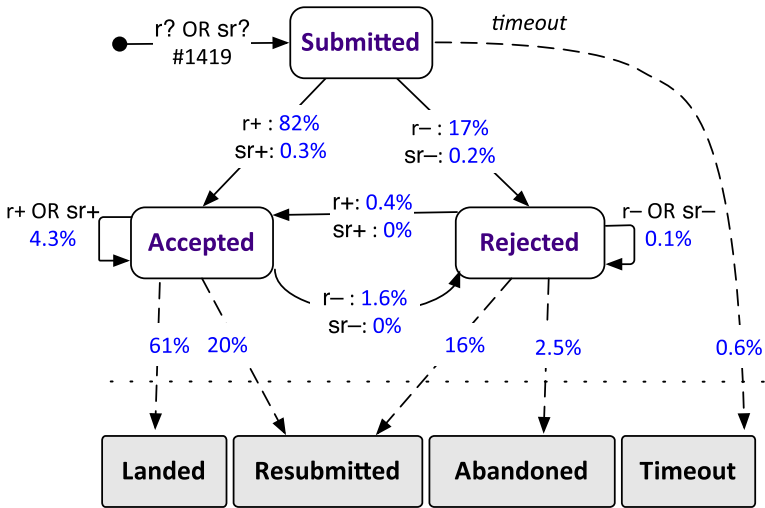 r? OR sr?
#1419
Submitted
timeout
r+ : 82%
sr+: 0.3%
r– : 17%
sr–: 0.2%
r+ OR sr+
4.3%
Accepted
r+: 0.4%
sr+ : 0%
Rejected
r– OR sr–
0.1%
r– : 1.6%
sr–: 0%
61%
20%
16%
2.5%
0.6%
Landed
Resubmitted
Abandoned
Timeout